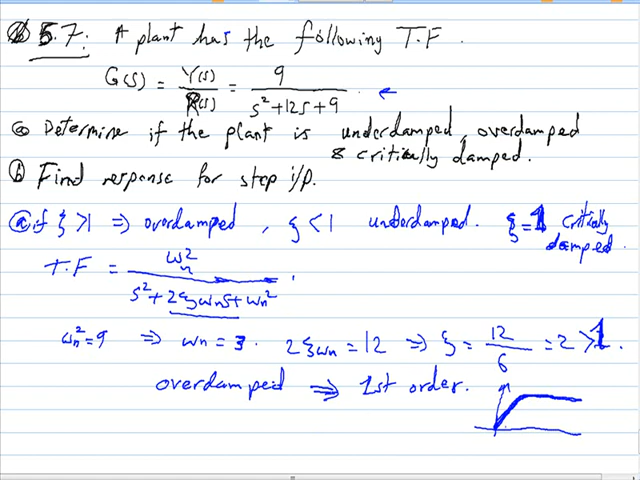 5.7: A plant has the following T.F.
G(s) = Y(s)/R(s) = 9/(s²+12s+9) ←
ⓐ Determine if the plant is underdamped, overdamped
& critically damped.
ⓑ Find response for step i/p.
ⓐ if ξ >1 ⇒ overdamped, ξ <1 underdamped. ξ=1 critically
damped.
T.F = ωn²/(s²+2ξωns+ωn²),
ωn²=9 ⇒ ωn = 3. 2ξωn = 12 ⇒ ξ = 12/6 = 2 >1.
overdamped ⇒ 1st order.